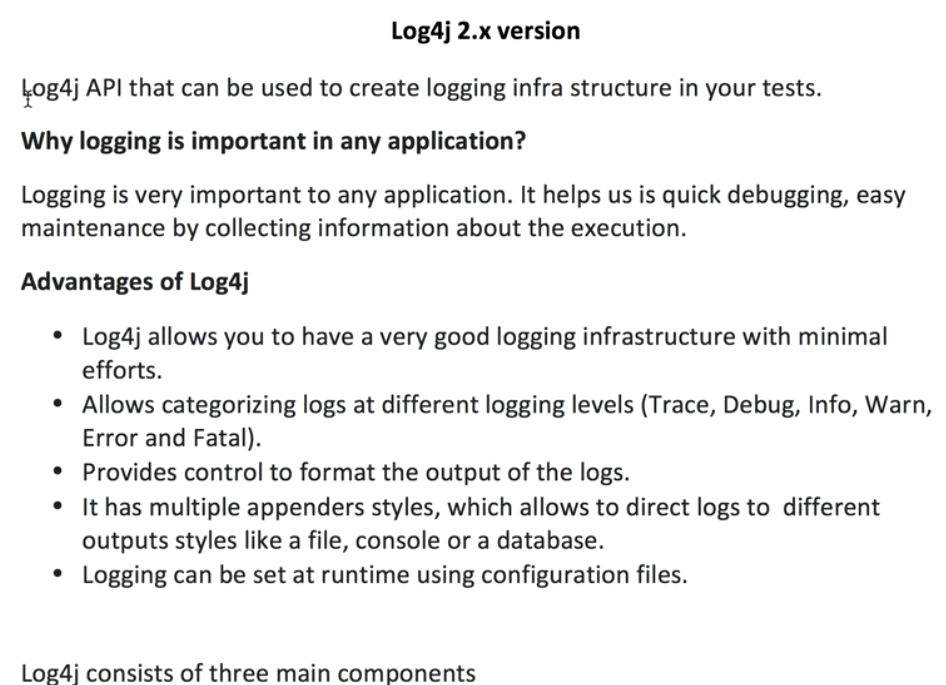 Log4j 2.x version
Log4j API that can be used to create logging infra structure in your tests.
Why logging is important in any application?
Logging is very important to any application. It helps us is quick debugging, easy
maintenance by collecting information about the execution.
Advantages of Log4j
• Log4j allows you to have a very good logging infrastructure with minimal
efforts.
• Allows categorizing logs at different logging levels (Trace, Debug, Info, Warn,
Error and Fatal).
• Provides control to format the output of the logs.
• It has multiple appenders styles, which allows to direct logs to  different
outputs styles like a file, console or a database.
• Logging can be set at runtime using configuration files.
Log4j consists of three main components